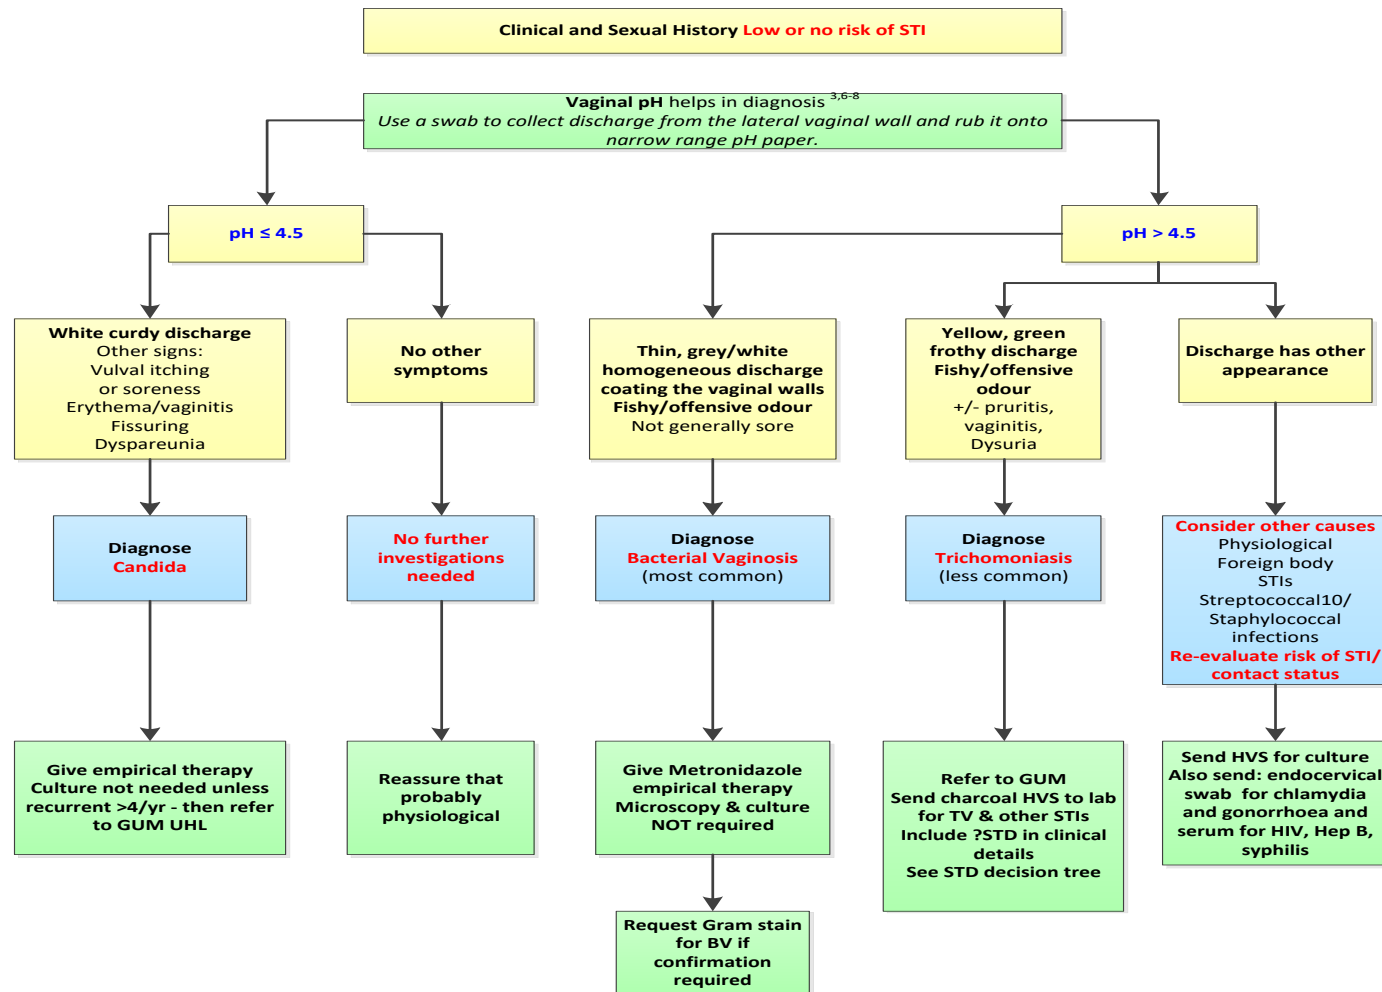 Clinical and Sexual History Low or no risk of STI
Vaginal pH helps in diagnosis 3,6-8
Use a swab to collect discharge from the lateral vaginal wall and rub it onto
narrow range pH paper.
pH ≤ 4.5
pH > 4.5
White curdy discharge
Other signs:
Vulval itching
or soreness
Erythema/vaginitis
Fissuring
Dyspareunia
No other
symptoms
Thin, grey/white
homogeneous discharge
coating the vaginal walls
Fishy/offensive odour
Not generally sore
Yellow, green
frothy discharge
Fishy/offensive
odour
+/- pruritis,
vaginitis,
Dysuria
Discharge has other
appearance
Diagnose
Candida
No further
investigations
needed
Diagnose
Bacterial Vaginosis
(most common)
Diagnose
Trichomoniasis
(less common)
Consider other causes
Physiological
Foreign body
STIs
Streptococcal10/
Staphylococcal
infections
Re-evaluate risk of STI/
contact status
Give empirical therapy
Culture not needed unless
recurrent >4/yr - then refer
to GUM UHL
Reassure that
probably
physiological
Give Metronidazole
empirical therapy
Microscopy & culture
NOT required
Refer to GUM
Send charcoal HVS to lab
for TV & other STIs
Include ?STD in clinical
details
See STD decision tree
Send HVS for culture
Also send: endocervical
swab for chlamydia
and gonorrhoea and
serum for HIV, Hep B,
syphilis
Request Gram stain
for BV if
confirmation
required